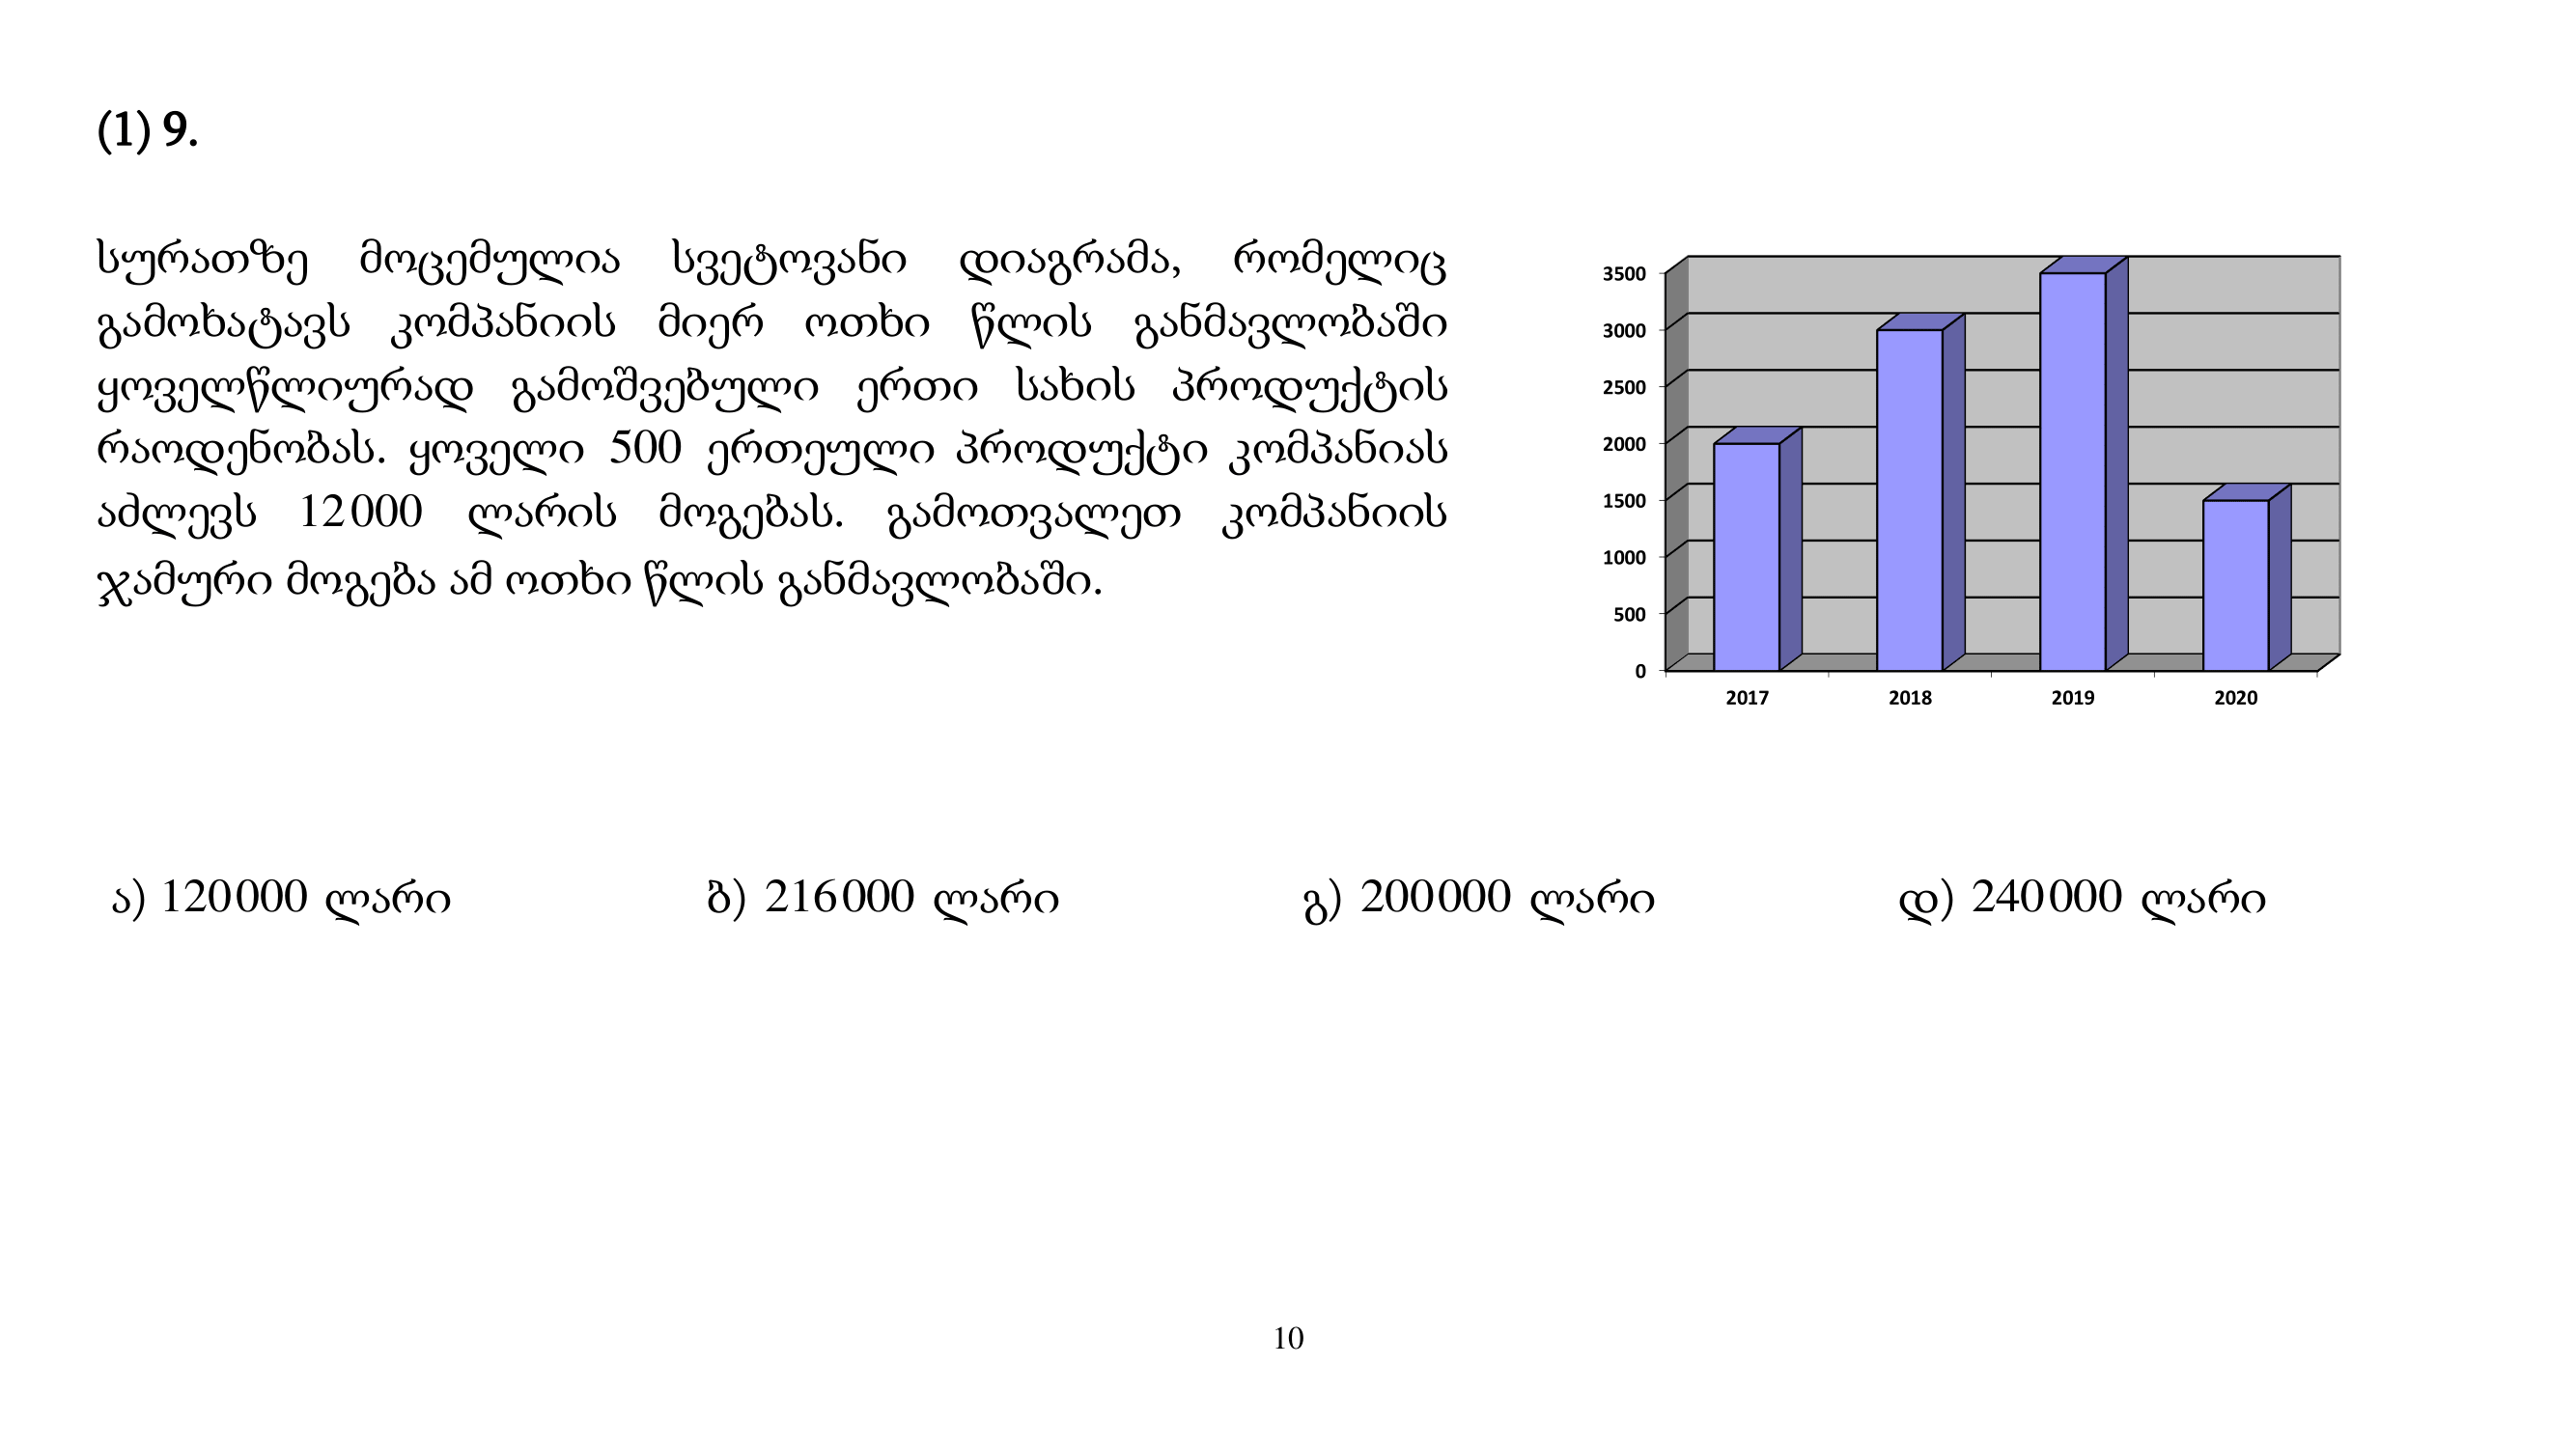 (1) 9.
სურათზე მოცემულია სვეტოვანი დიაგრამა, რომელიც
გამოხატავს კომპანიის მიერ ოთხი წლის განმავლობაში
ყოველწლიურად გამოშვებული ერთი სახის პროდუქტის
რაოდენობას. ყოველი 500 ერთეული პროდუქტი კომპანიას
აძლევს 12000 ლარის მოგებას. გამოთვალეთ კომპანიის
ჯამური მოგება ამ ოთხი წლის განმავლობაში.
3500
3000
2500
2000
1500
1000
500
0
2017 2018 2019 2020
ა) 120000 ლარი ბ) 216000 ლარი გ) 200000 ლარი დ) 240000 ლარი
10